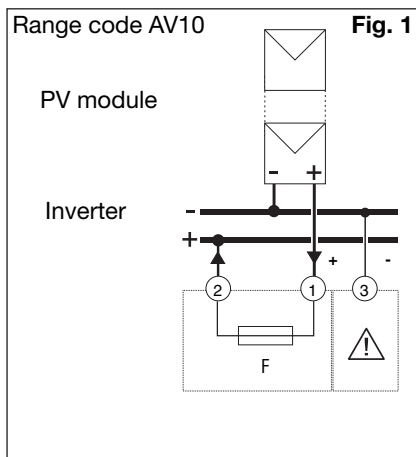 Range code AV10 Fig. 1
PV module
- +
Inverter -
+
+ -
2 1 3
F